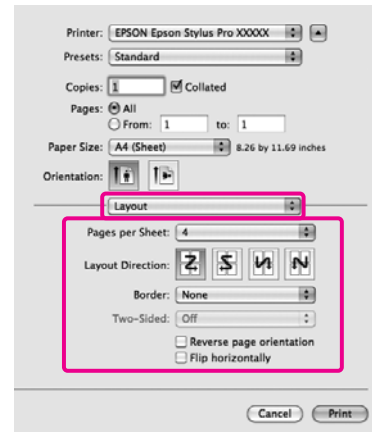 Printer: EPSON Epson Stylus Pro XXXXX
Presets: Standard
Copies: 1 Collated
Pages: All
From: 1 to: 1
Paper Size: A4 (Sheet) 8.26 by 11.69 inches
Orientation:
Layout
Pages per Sheet: 4
Layout Direction:
Border: None
Two-Sided: Off
Reverse page orientation
Flip horizontally
Cancel Print